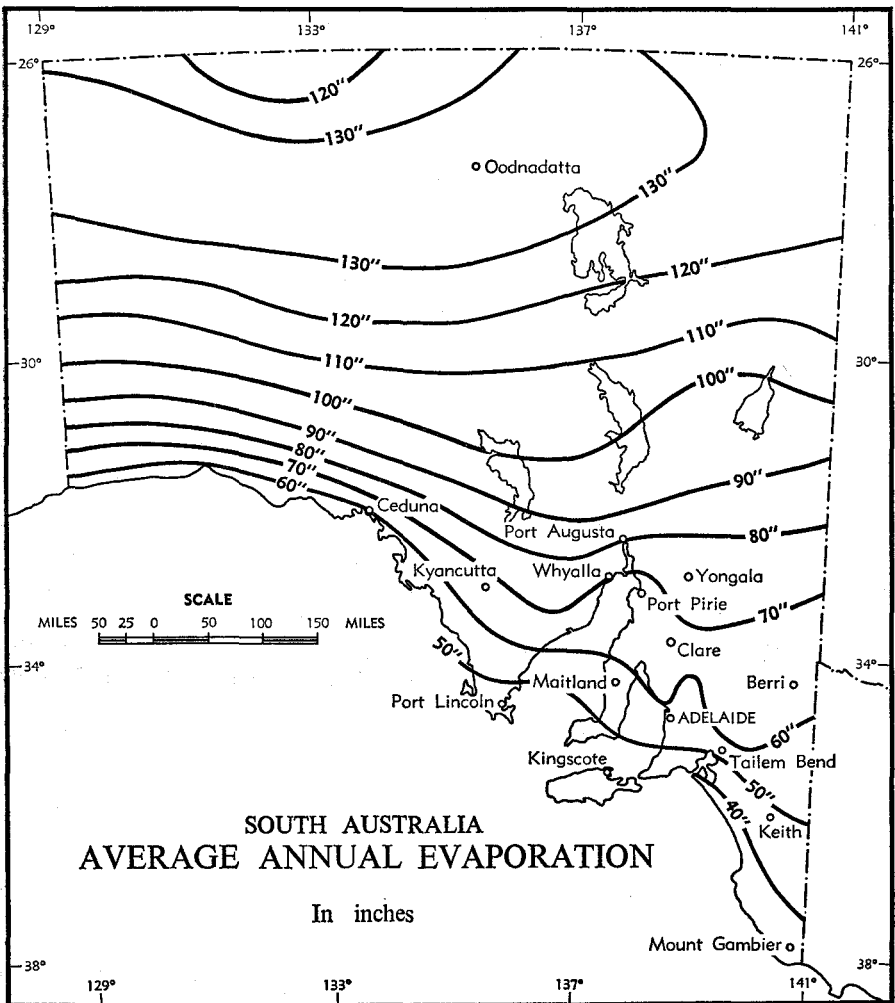 129°
133°
137°
141°
26°
26°
120"
130"
Oodnadatta
130"
130"
120"
120"
110"
110"
30°
30°
100"
100"
90"
80"
90"
70"
60"
Ceduna
Port Augusta
80"
Kyancutta
Whyalla
Yongala
SCALE
Port Pirie
70"
MILES 50 25 0 50 100 150 MILES
50"
Clare
34°
34°
Maitland
Berri
Port Lincoln
ADELAIDE
60"
Kingscote
Tailem Bend
50"
40"
Keith
SOUTH AUSTRALIA
AVERAGE ANNUAL EVAPORATION
In inches
Mount Gambier
38°
38°
129°
133°
137°
141°